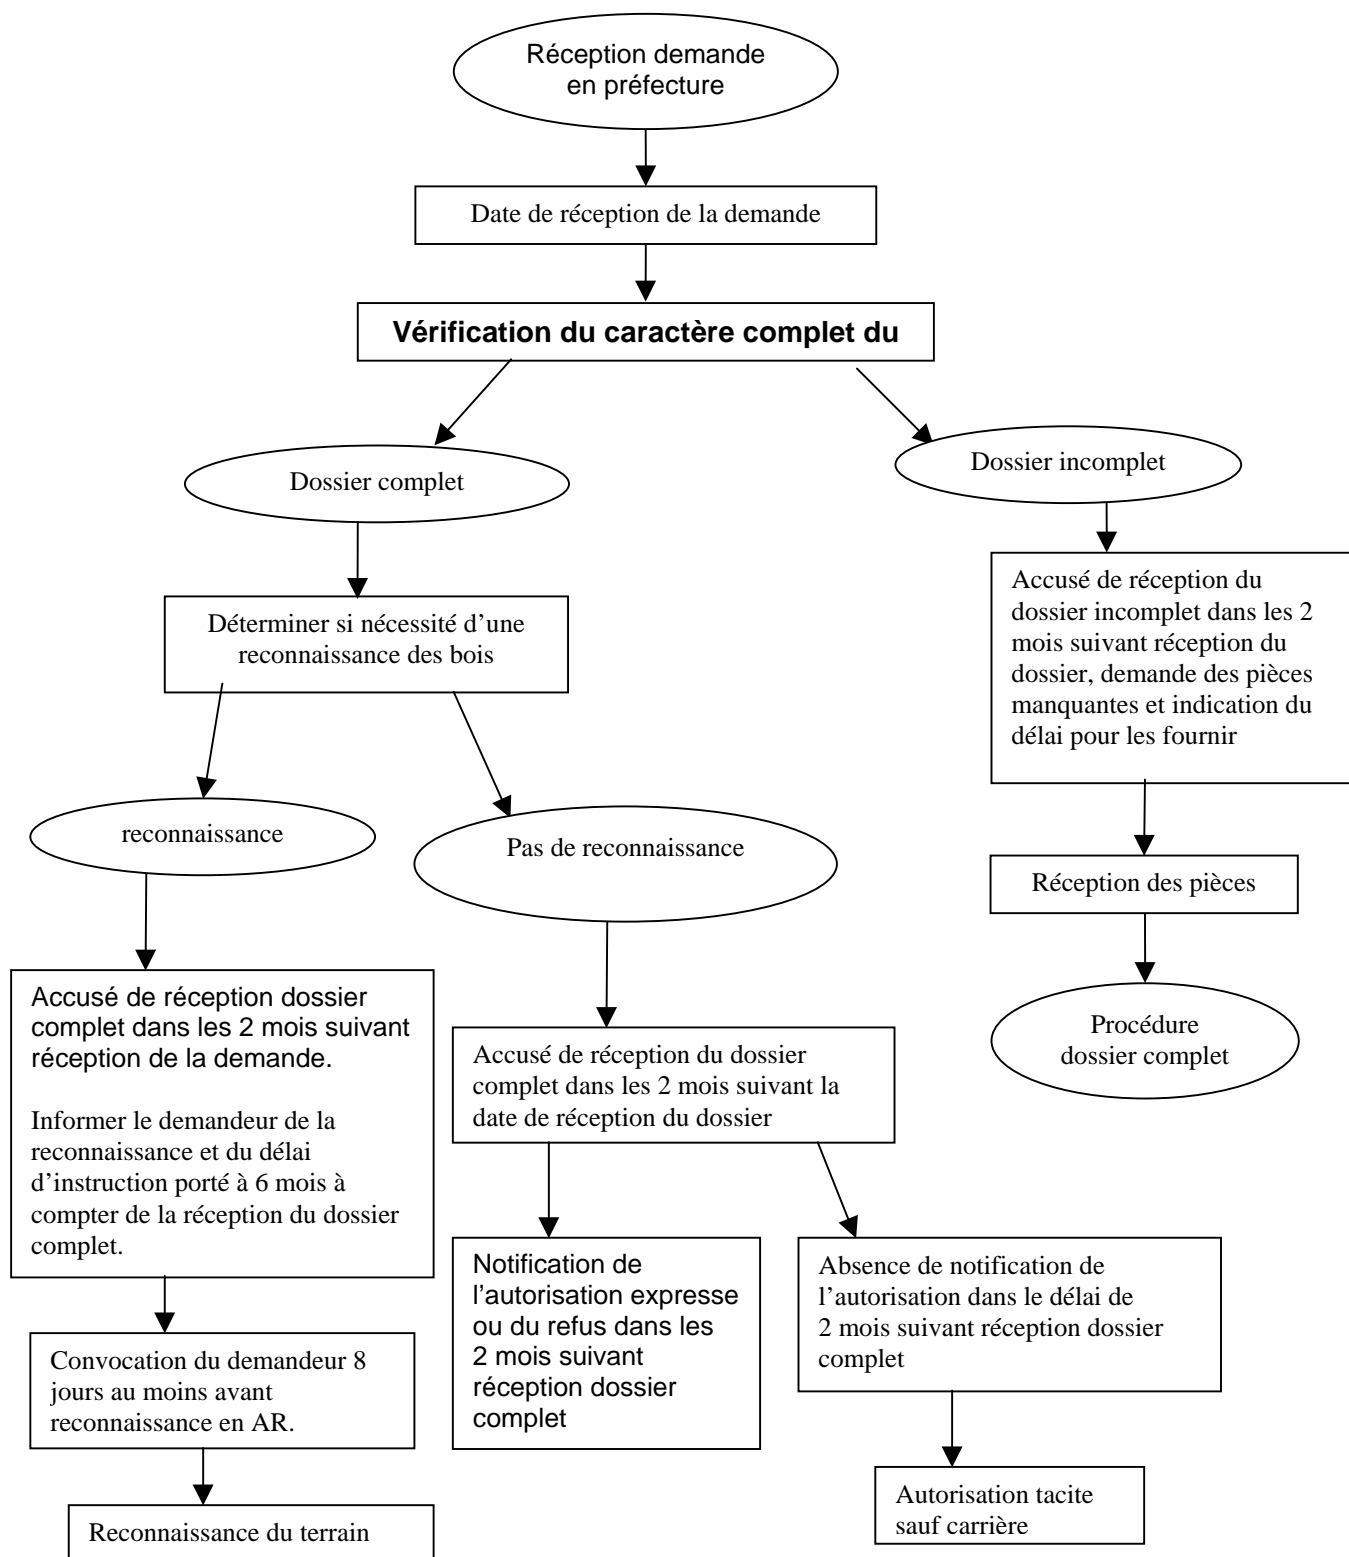 Réception demande
en préfecture
Date de réception de la demande
Vérification du caractère complet du
Dossier complet
Dossier incomplet
Déterminer si nécessité d’une
reconnaissance des bois
Accusé de réception du
dossier incomplet dans les 2
mois suivant réception du
dossier, demande des pièces
manquantes et indication du
délai pour les fournir
reconnaissance
Pas de reconnaissance
Réception des pièces
Accusé de réception dossier
complet dans les 2 mois suivant
réception de la demande.
Informer le demandeur de la
reconnaissance et du délai
d’instruction porté à 6 mois à
compter de la réception du dossier
complet.
Accusé de réception du dossier
complet dans les 2 mois suivant la
date de réception du dossier
Procédure
dossier complet
Notification de
l’autorisation expresse
ou du refus dans les
2 mois suivant
réception dossier
complet
Absence de notification de
l’autorisation dans le délai de
2 mois suivant réception dossier
complet
Convocation du demandeur 8
jours au moins avant
reconnaissance en AR.
Autorisation tacite
sauf carrière
Reconnaissance du terrain